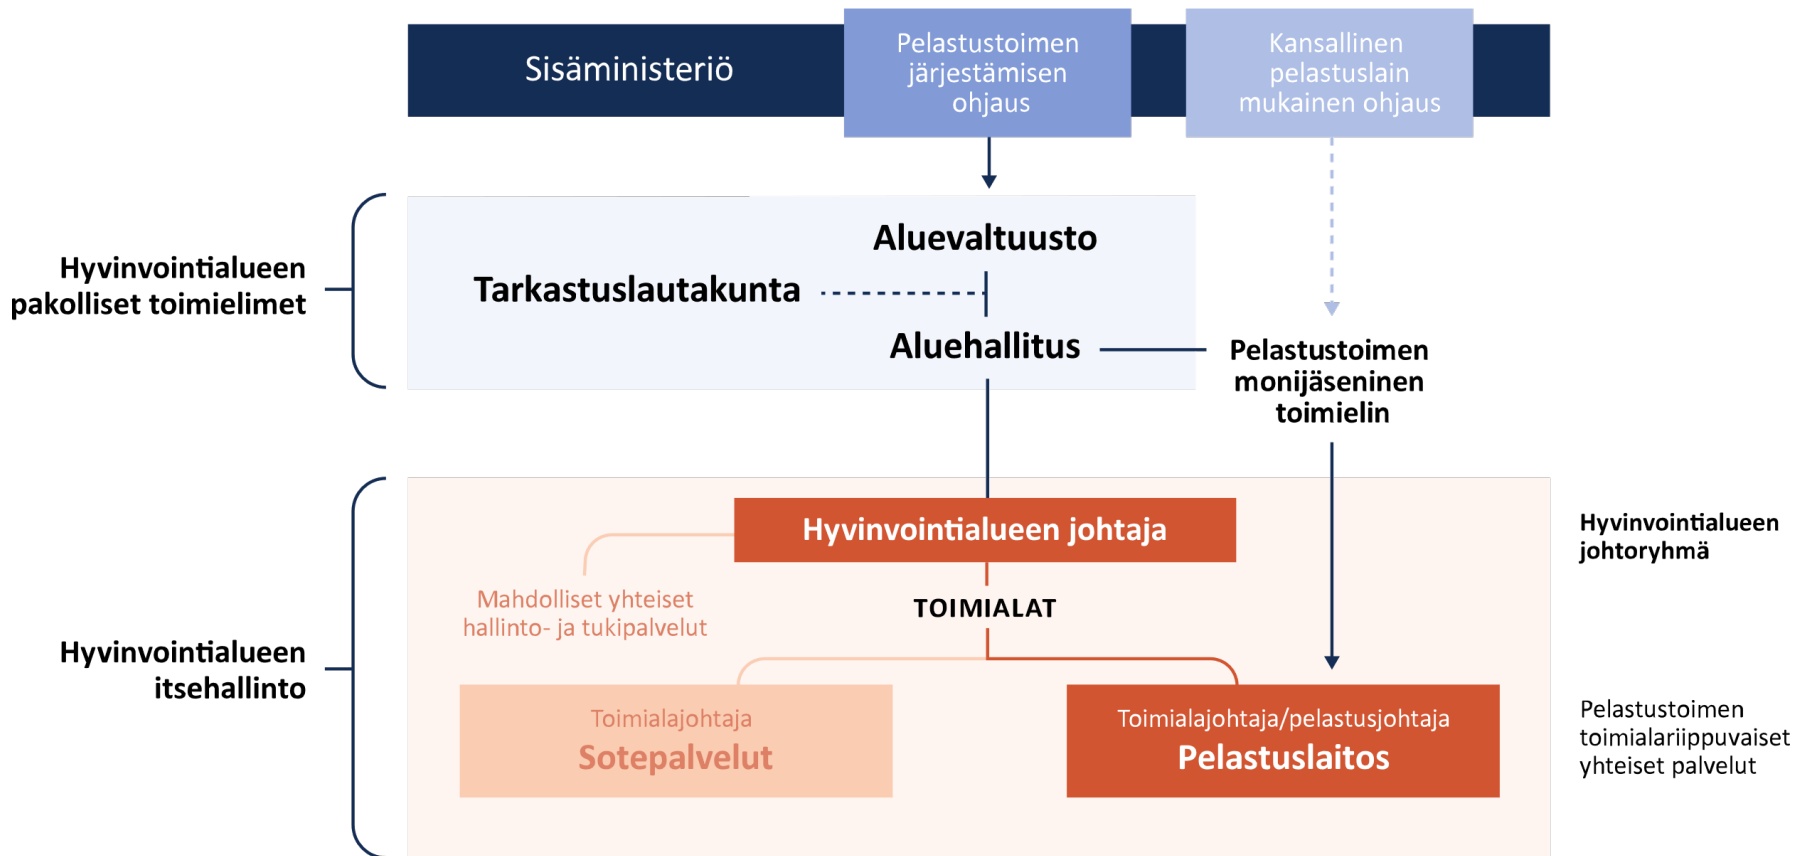 Sisäministeriö
Pelastustoimen
järjestämisen
ohjaus
Kansallinen
pelastuslain
mukainen ohjaus
Hyvinvointialueen
pakolliset toimielimet
Aluevaltuusto
Tarkastuslautakunta
Aluehallitus
Pelastustoimen
monijäseninen
toimielin
Hyvinvointialueen
itsehallinto
Hyvinvointialueen johtaja
Hyvinvointialueen
johtoryhmä
Mahdolliset yhteiset
hallinto- ja tukipalvelut
TOIMIALAT
Toimialajohtaja
Sotepalvelut
Toimialajohtaja/pelastusjohtaja
Pelastuslaitos
Pelastustoimen
toimialariippuvaiset
yhteiset palvelut